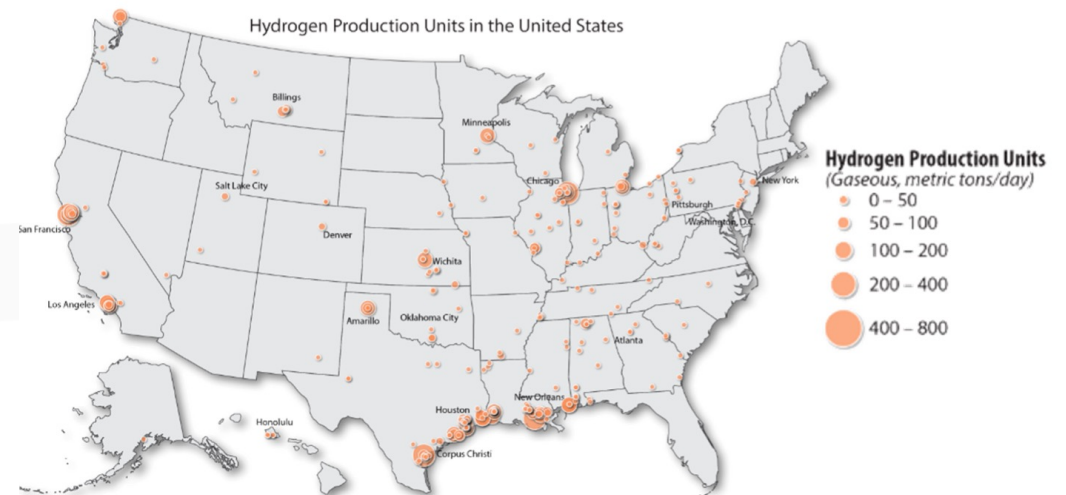 Hydrogen Production Units in the United States
Billings
Minneapolis
Chicago
Salt Lake City
New York
Pittsburgh
Washington, D.C.
San Francisco
Denver
Wichita
Los Angeles
Amarillo
Oklahoma City
Atlanta
New Orleans
Houston
Honolulu
Corpus Christi
Hydrogen Production Units
(Gaseous, metric tons/day)
0 – 50
50 – 100
100 – 200
200 – 400
400 – 800